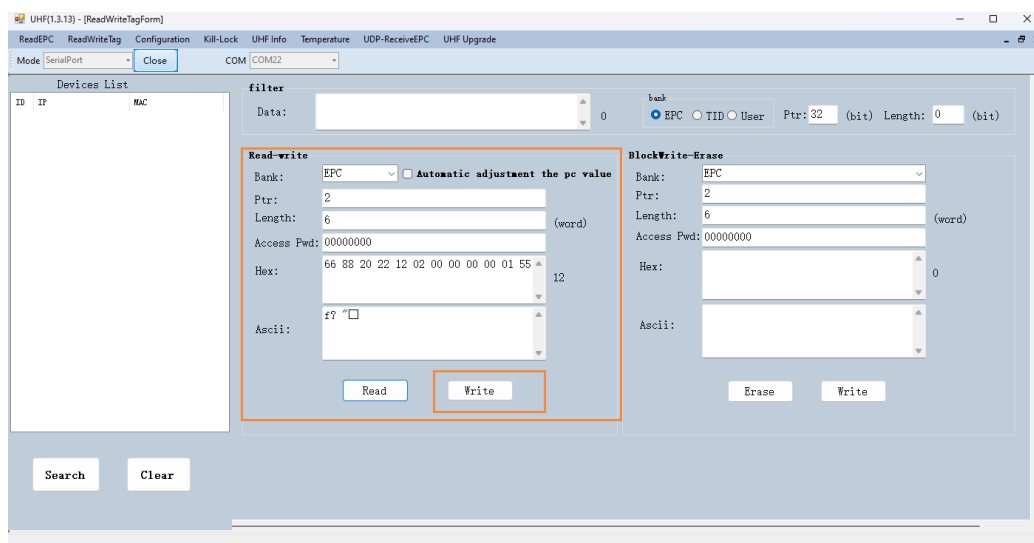 UHF(1.3.13) - [ReadWriteTagForm]
ReadEPC ReadWriteTag Configuration Kill-Lock UHF Info Temperature UDP-ReceiveEPC UHF Upgrade
Mode SerialPort Close COM COM22
Devices List
ID IP MAC
filter
Data: 0
bank
EPC TID User Ptr: 32 (bit) Length: 0 (bit)
Read-write
Bank: EPC Automatic adjustment the pc value
Ptr: 2
Length: 6 (word)
Access Pwd: 00000000
Hex: 66 88 20 22 12 02 00 00 00 00 01 55 12
Ascii: f? "□
Read Write
BlockWrite-Erase
Bank: EPC
Ptr: 2
Length: 6 (word)
Access Pwd: 00000000
Hex: 0
Ascii:
Erase Write
Search Clear